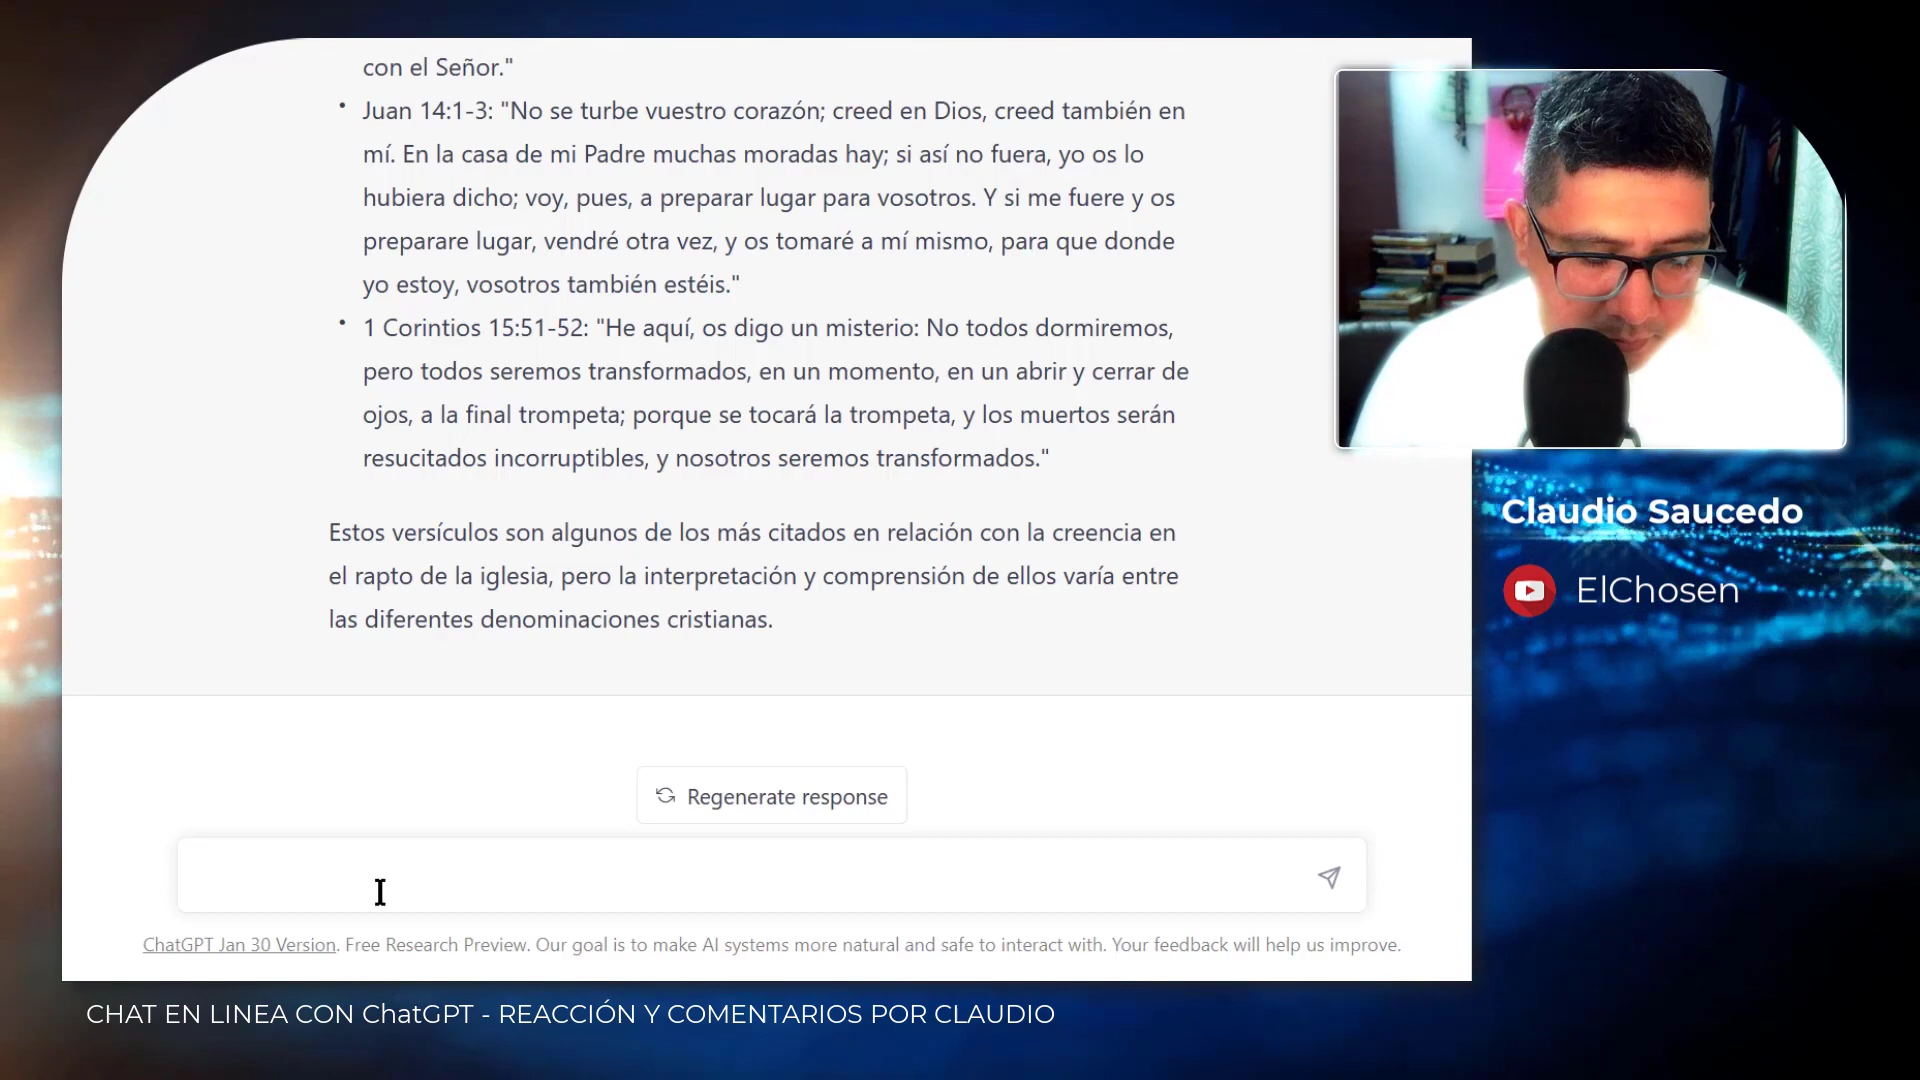 con el Señor."
• Juan 14:1-3: "No se turbe vuestro corazón; creed en Dios, creed también en
mí. En la casa de mi Padre muchas moradas hay; si así no fuera, yo os lo
hubiera dicho; voy, pues, a preparar lugar para vosotros. Y si me fuere y os
preparare lugar, vendré otra vez, y os tomaré a mí mismo, para que donde
yo estoy, vosotros también estéis."
• 1 Corintios 15:51-52: "He aquí, os digo un misterio: No todos dormiremos,
pero todos seremos transformados, en un momento, en un abrir y cerrar de
ojos, a la final trompeta; porque se tocará la trompeta, y los muertos serán
resucitados incorruptibles, y nosotros seremos transformados."
Estos versículos son algunos de los más citados en relación con la creencia en
el rapto de la iglesia, pero la interpretación y comprensión de ellos varía entre
las diferentes denominaciones cristianas.
Regenerate response
ChatGPT Jan 30 Version. Free Research Preview. Our goal is to make AI systems more natural and safe to interact with. Your feedback will help us improve.
Claudio Saucedo
ElChosen
CHAT EN LINEA CON ChatGPT - REACCIÓN Y COMENTARIOS POR CLAUDIO